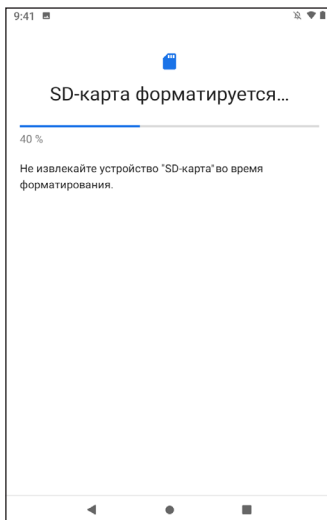 9:41
SD-карта форматируется...
40 %
Не извлекайте устройство "SD-карта" во время
форматирования.